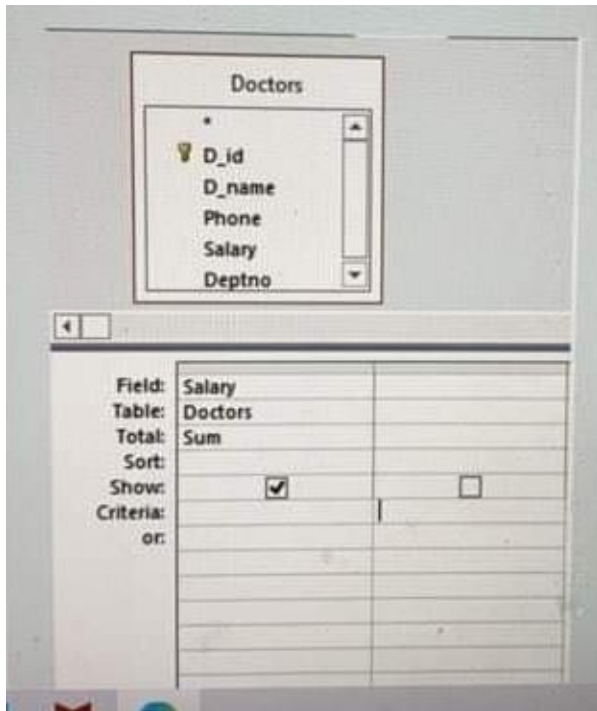 Doctors
*
D_id
D_name
Phone
Salary
Deptno
Field: Salary
Table: Doctors
Total: Sum
Sort:
Show:
Criteria:
or: